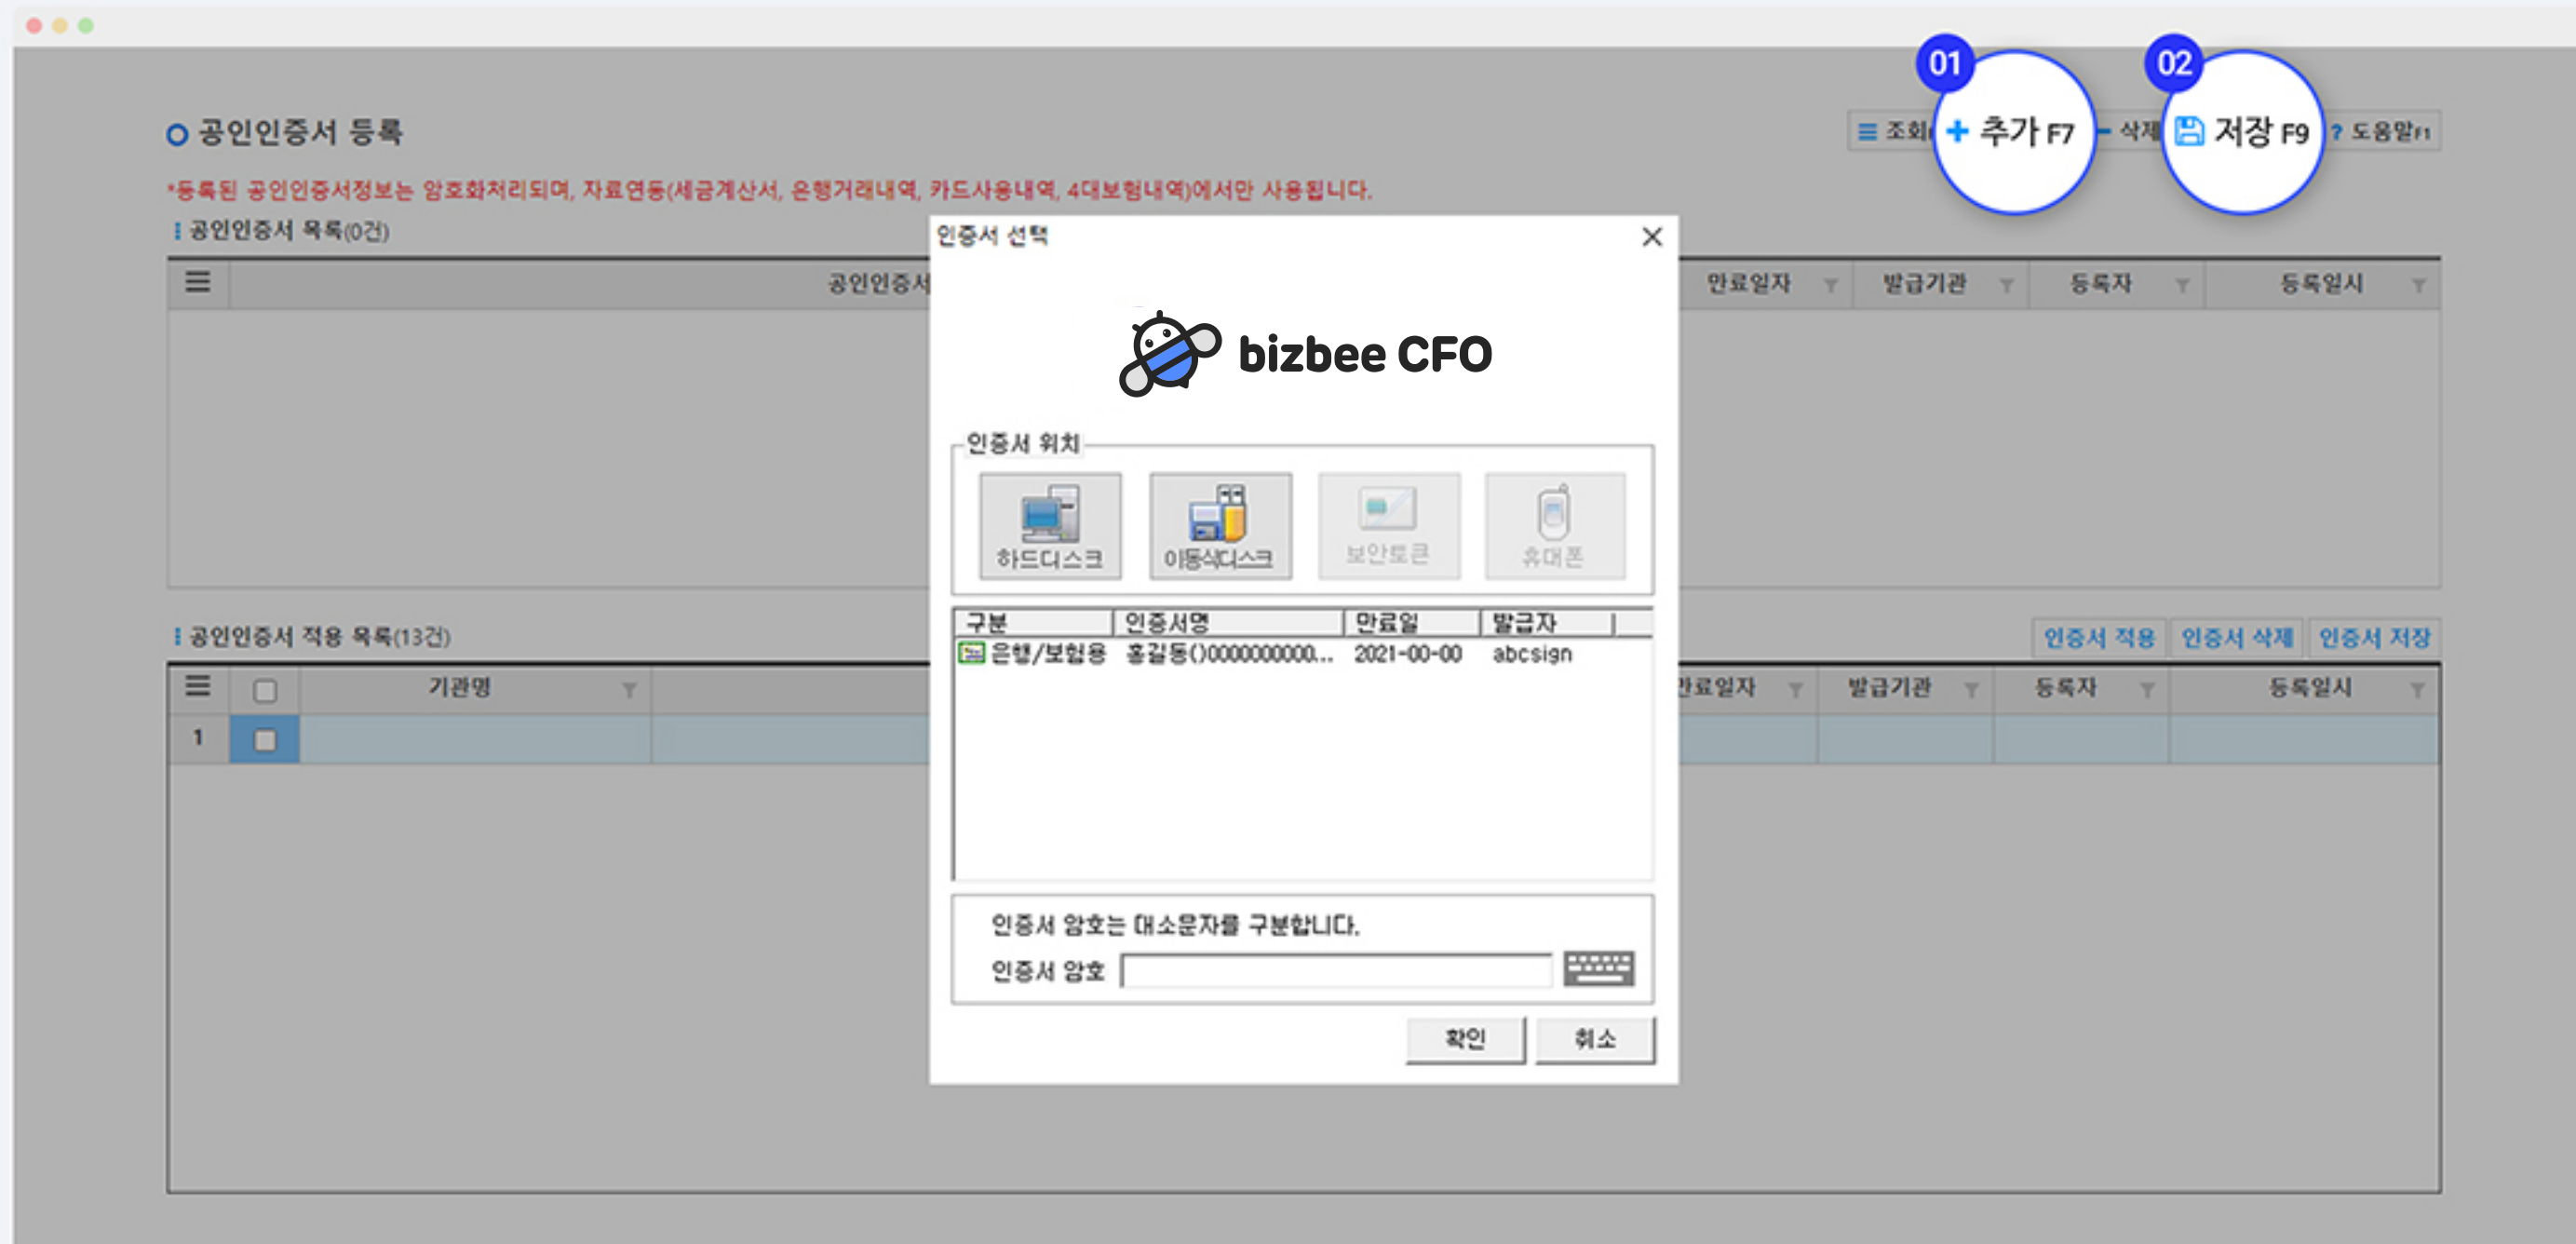 01
02
공인인증서 등록
조회
추가 F7
삭제
저장 F9
? 도움말F1
*등록된 공인인증서정보는 암호화처리되며, 자료연동(세금계산서, 은행거래내역, 카드사용내역, 4대보험내역)에서만 사용됩니다.
공인인증서 목록(0건)
공인인증서
만료일자
발급기관
등록자
등록일시
인증서 선택
bizbee CFO
인증서 위치
하드디스크
이동식디스크
보안토큰
휴대폰
구분 인증서명 만료일 발급자
은행/보험용 홍길동()0000000000... 2021-00-00 abcsign
인증서 암호는 대소문자를 구분합니다.
인증서 암호
확인
취소
공인인증서 적용 목록(13건)
인증서 적용
인증서 삭제
인증서 저장
기관명
만료일자
발급기관
등록자
등록일시
1